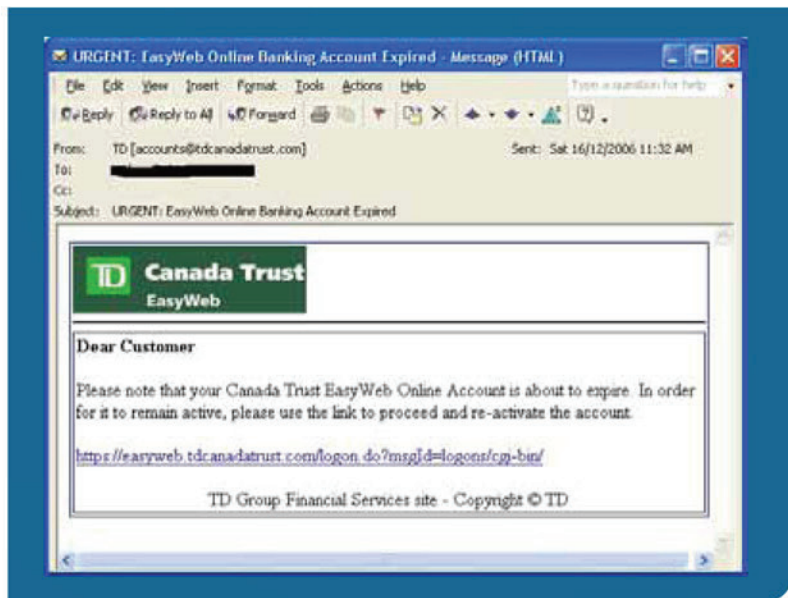 URGENT: EasyWeb Online Banking Account Expired - Message (HTML)
File Edit View Insert Format Tools Actions Help Type a question for help
Reply Reply to All Forward
From: TD [accounts@tdcanadatrust.com] Sent: Sat 16/12/2006 11:32 AM
To:
Cc:
Subject: URGENT: EasyWeb Online Banking Account Expired
TD Canada Trust
EasyWeb
Dear Customer
Please note that your Canada Trust EasyWeb Online Account is about to expire. In order
for it to remain active, please use the link to proceed and re-activate the account.
https://easyweb.tdcanadatrust.com/logon.do?msgId=logons/cgi-bin/
TD Group Financial Services site - Copyright © TD